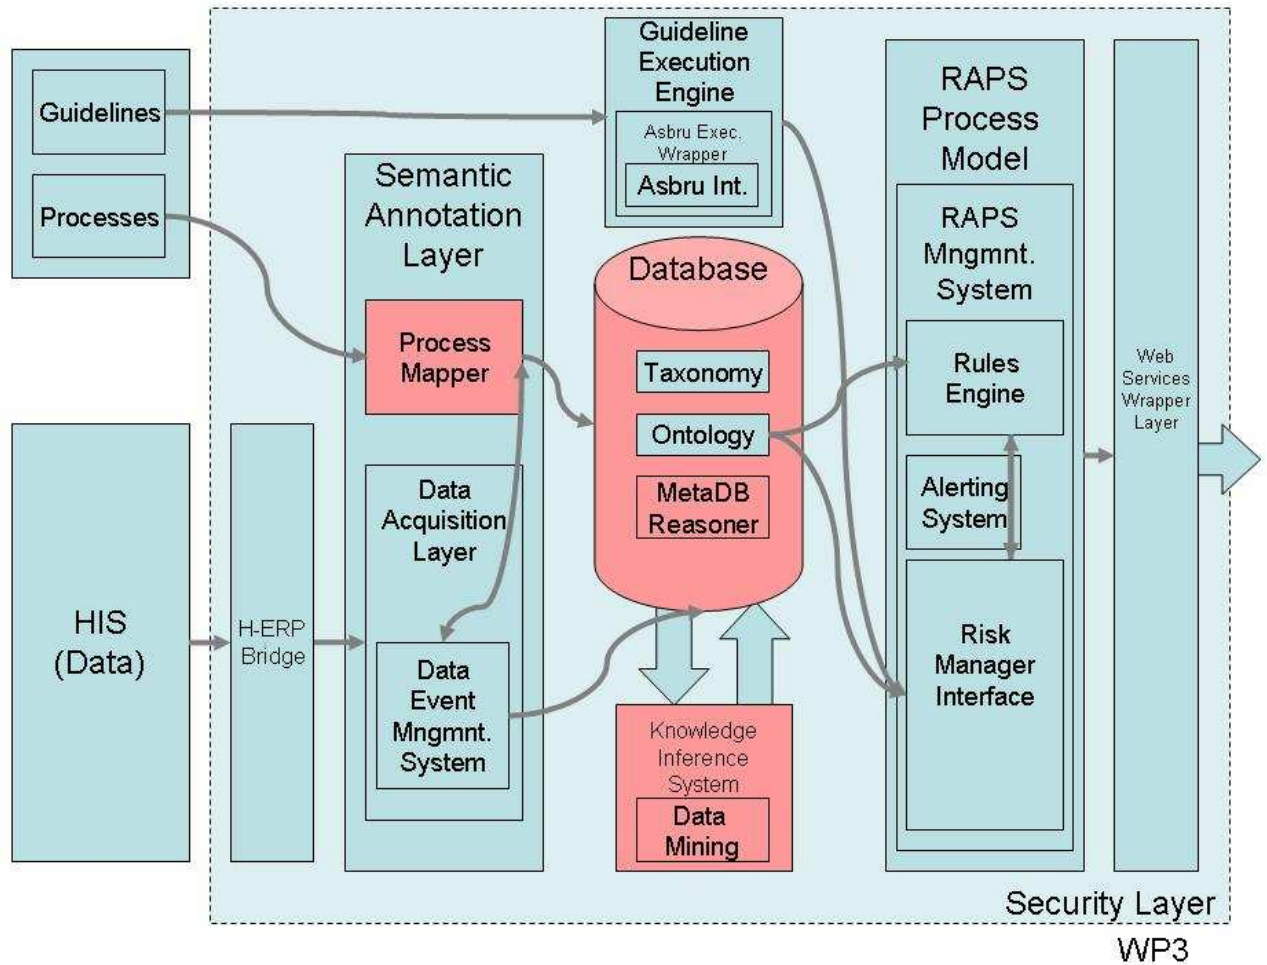 Guidelines
Processes
HIS
(Data)
H-ERP
Bridge
Semantic
Annotation
Layer
Process
Mapper
Data
Acquisition
Layer
Data
Event
Mngmnt.
System
Guideline
Execution
Engine
Asbru Exec.
Wrapper
Asbru Int.
Database
Taxonomy
Ontology
MetaDB
Reasoner
Knowledge
Inference
System
Data
Mining
RAPS
Process
Model
RAPS
Mngmnt.
System
Rules
Engine
Alerting
System
Risk
Manager
Interface
Web
Services
Wrapper
Layer
Security Layer
WP3